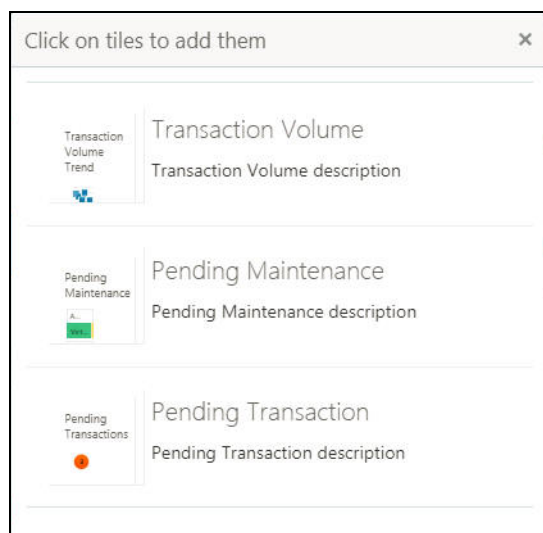 Click on tiles to add them ×
Transaction
Volume
Trend
Transaction Volume
Transaction Volume description
Pending
Maintenance
A...
Pending Maintenance
Pending Maintenance description
Pending
Transactions
Pending Transaction
Pending Transaction description